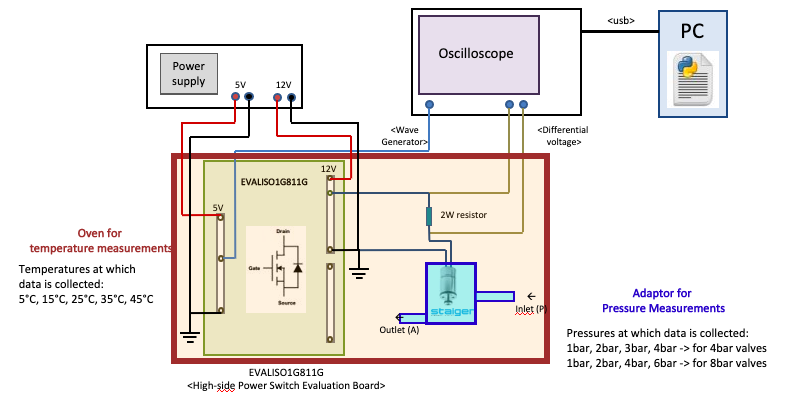 <usb>
PC
Oscilloscope
Power
supply
5V
12V
<Wave
Generator>
<Differential
voltage>
12V
EVALISO1G811G
5V
2W resistor
Drain
Gate
Source
Oven for
temperature measurements
Temperatures at which
data is collected:
5°C, 15°C, 25°C, 35°C, 45°C
staiger
Inlet (P)
Outlet (A)
Adaptor for
Pressure Measurements
Pressures at which data is collected:
1bar, 2bar, 3bar, 4bar -> for 4bar valves
1bar, 2bar, 4bar, 6bar -> for 8bar valves
EVALISO1G811G
<High-side Power Switch Evaluation Board>